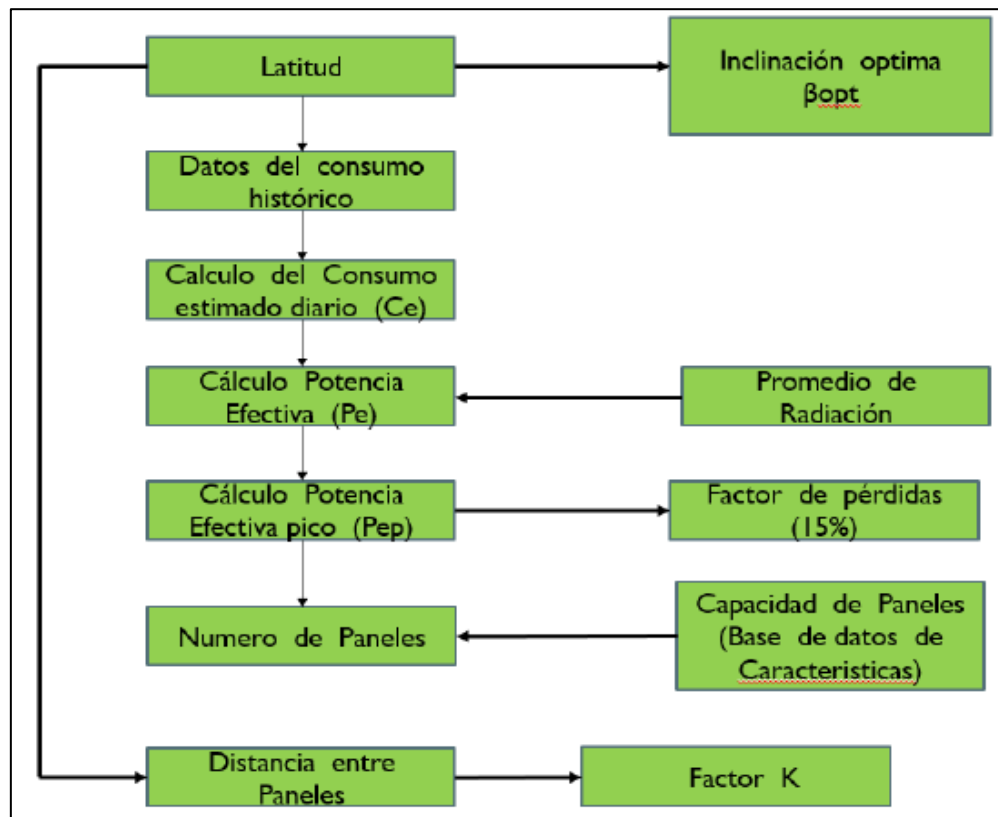 Latitud
Inclinación optima
βopt
Datos del consumo
histórico
Calculo del Consumo
estimado diario (Ce)
Cálculo Potencia
Efectiva (Pe)
Promedio de
Radiación
Cálculo Potencia
Efectiva pico (Pep)
Factor de pérdidas
(15%)
Numero de Paneles
Capacidad de Paneles
(Base de datos de
Caracteristicas)
Distancia entre
Paneles
Factor K